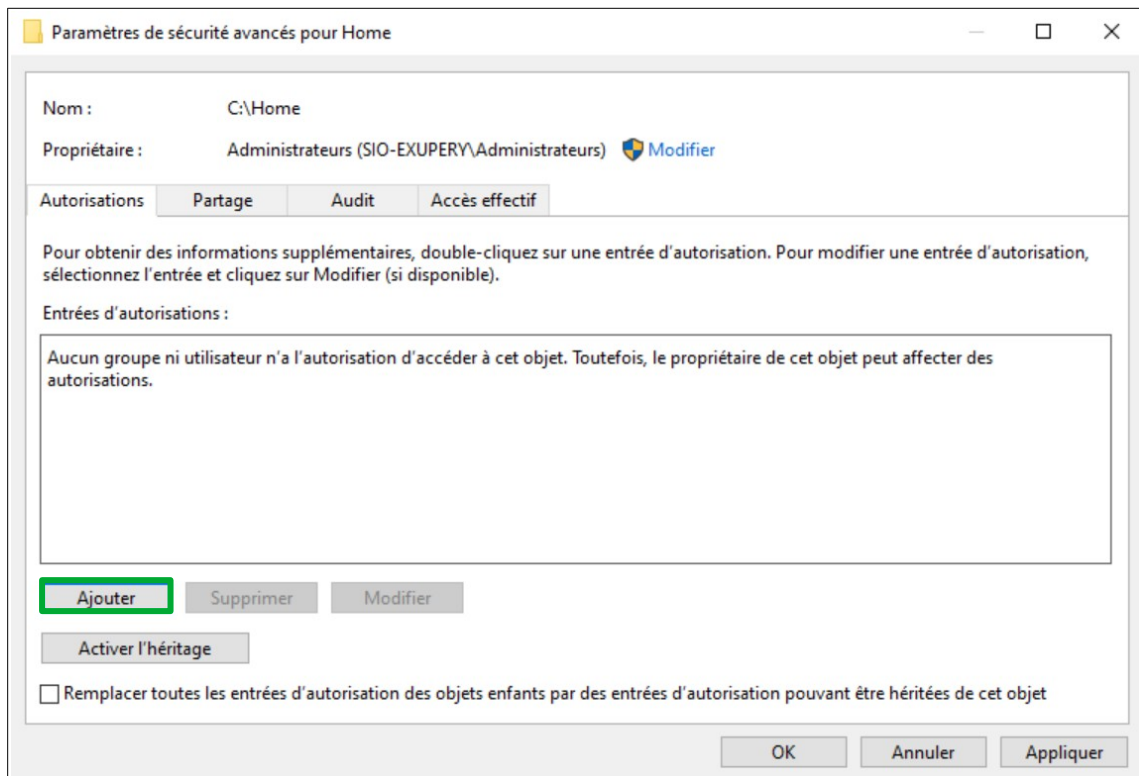 Paramètres de sécurité avancés pour Home
Nom : C:\Home
Propriétaire : Administrateurs (SIO-EXUPERY\Administrateurs) Modifier
Autorisations Partage Audit Accès effectif
Pour obtenir des informations supplémentaires, double-cliquez sur une entrée d'autorisation. Pour modifier une entrée d'autorisation,
sélectionnez l'entrée et cliquez sur Modifier (si disponible).
Entrées d'autorisations :
Aucun groupe ni utilisateur n'a l'autorisation d'accéder à cet objet. Toutefois, le propriétaire de cet objet peut affecter des
autorisations.
Ajouter Supprimer Modifier
Activer l'héritage
Remplacer toutes les entrées d'autorisation des objets enfants par des entrées d'autorisation pouvant être héritées de cet objet
OK Annuler Appliquer